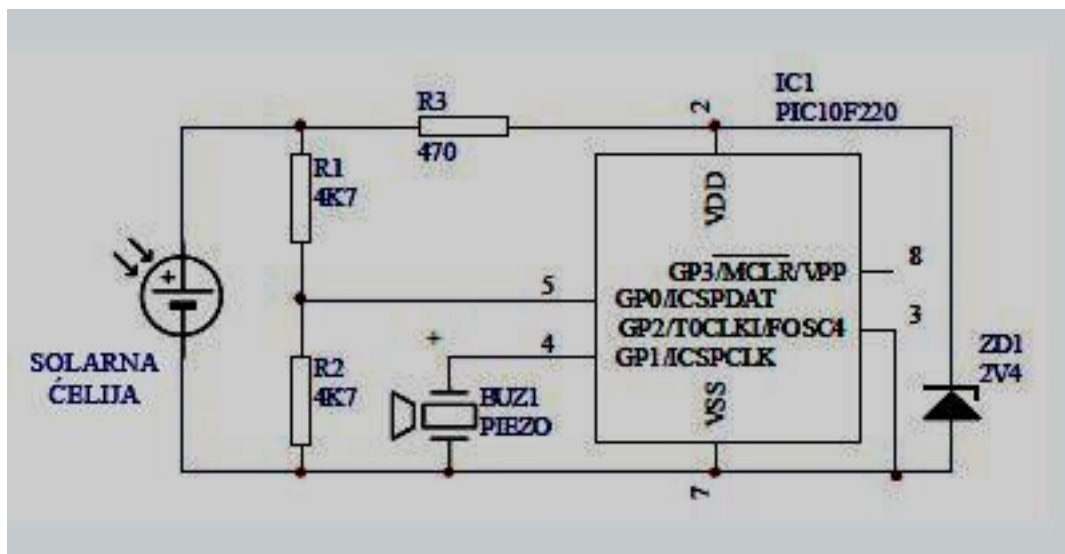 IC1
PIC10F220
R3
470
2
R1
4K7
VDD
+
8
GP3/MCLR/VPP
5
GP0/ICSPDAT
3
GP2/T0CLKI/FOSC4
+
4
GP1/ICSPCLK
ZD1
2V4
SOLARNA
ĆELIJA
R2
4K7
BUZ1
PIEZO
VSS
7